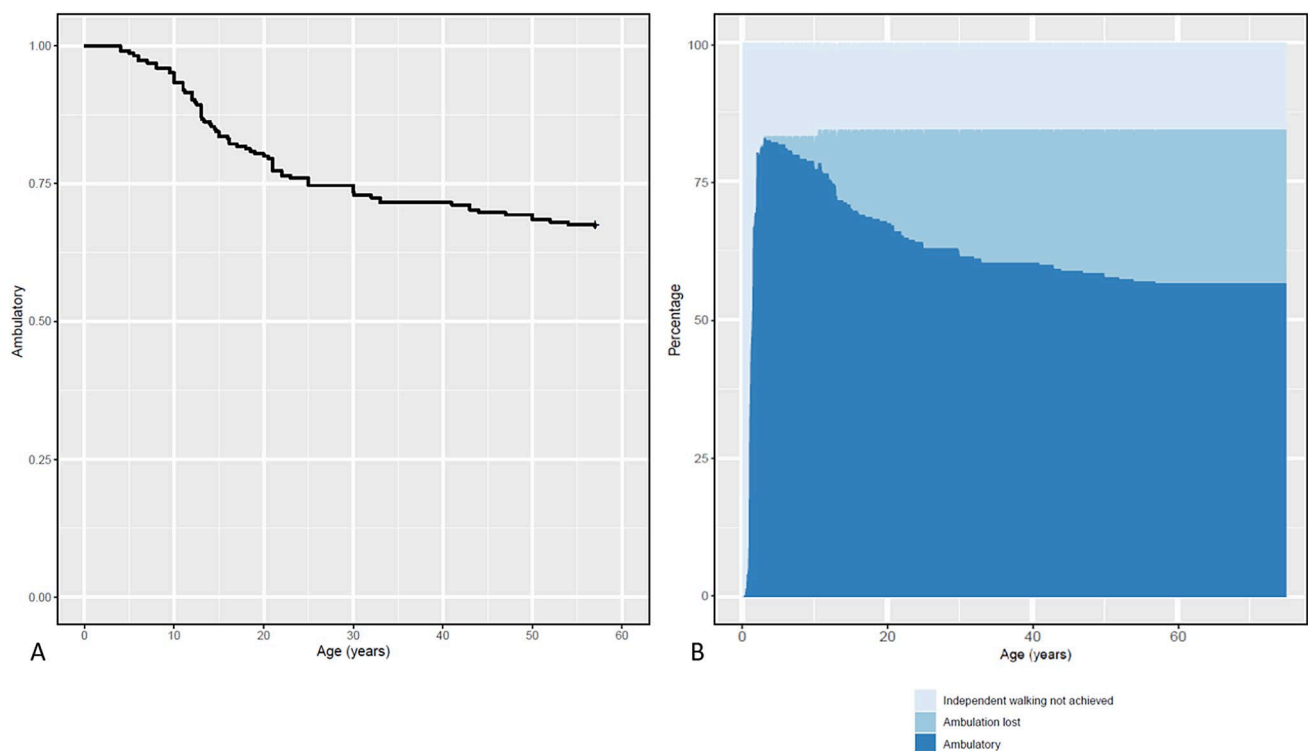 1.00
0.75
0.50
0.25
0.00
Ambulatory
0 10 20 30 40 50 60
Age (years)
A
100
75
50
25
0
Percentage
0 20 40 60
Age (years)
B
Independent walking not achieved
Ambulation lost
Ambulatory